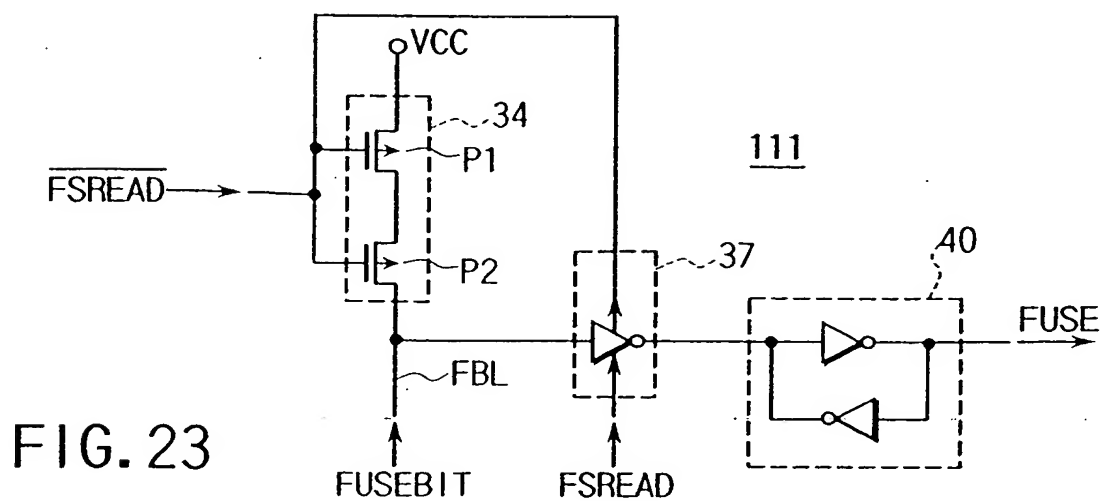 VCC
34
P1
111
FSREAD
P2
37
40
FUSE
FBL
FIG. 23
FUSEBIT
FSREAD